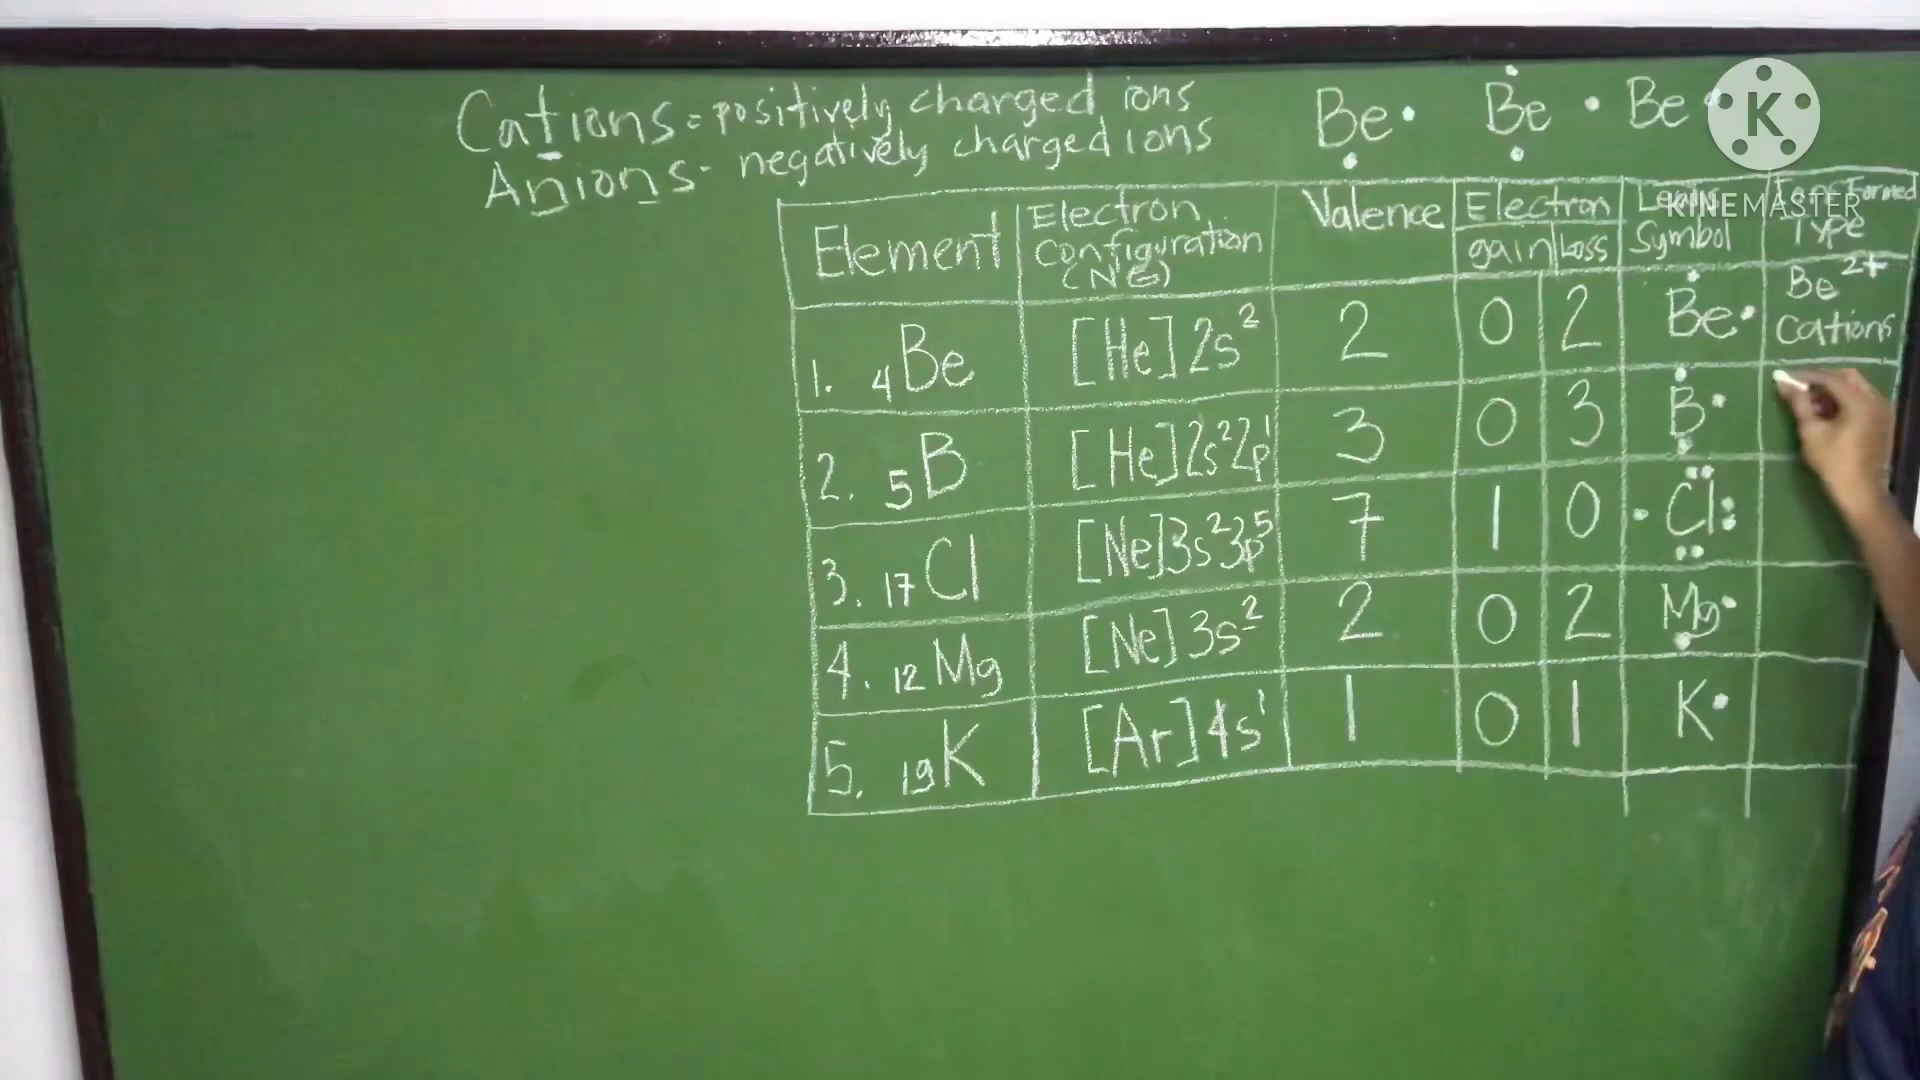 Cations = positively charged ions
Anions - negatively charged ions
Be Be Be
K
KINEMASTER
Element
Electron Configuration (NG)
Valence
Electron
gain Loss
Symbol
Formed
Type
1. 4Be [He]2s² 2 0 2 Be Be²⁺ Cations
2. 5B [He]2s²2p¹ 3 0 3 B
3. 17Cl [Ne]3s²3p⁵ 7 1 0 Cl
4. 12Mg [Ne]3s² 2 0 2 Mg
5. 19K [Ar]4s¹ 1 0 1 K